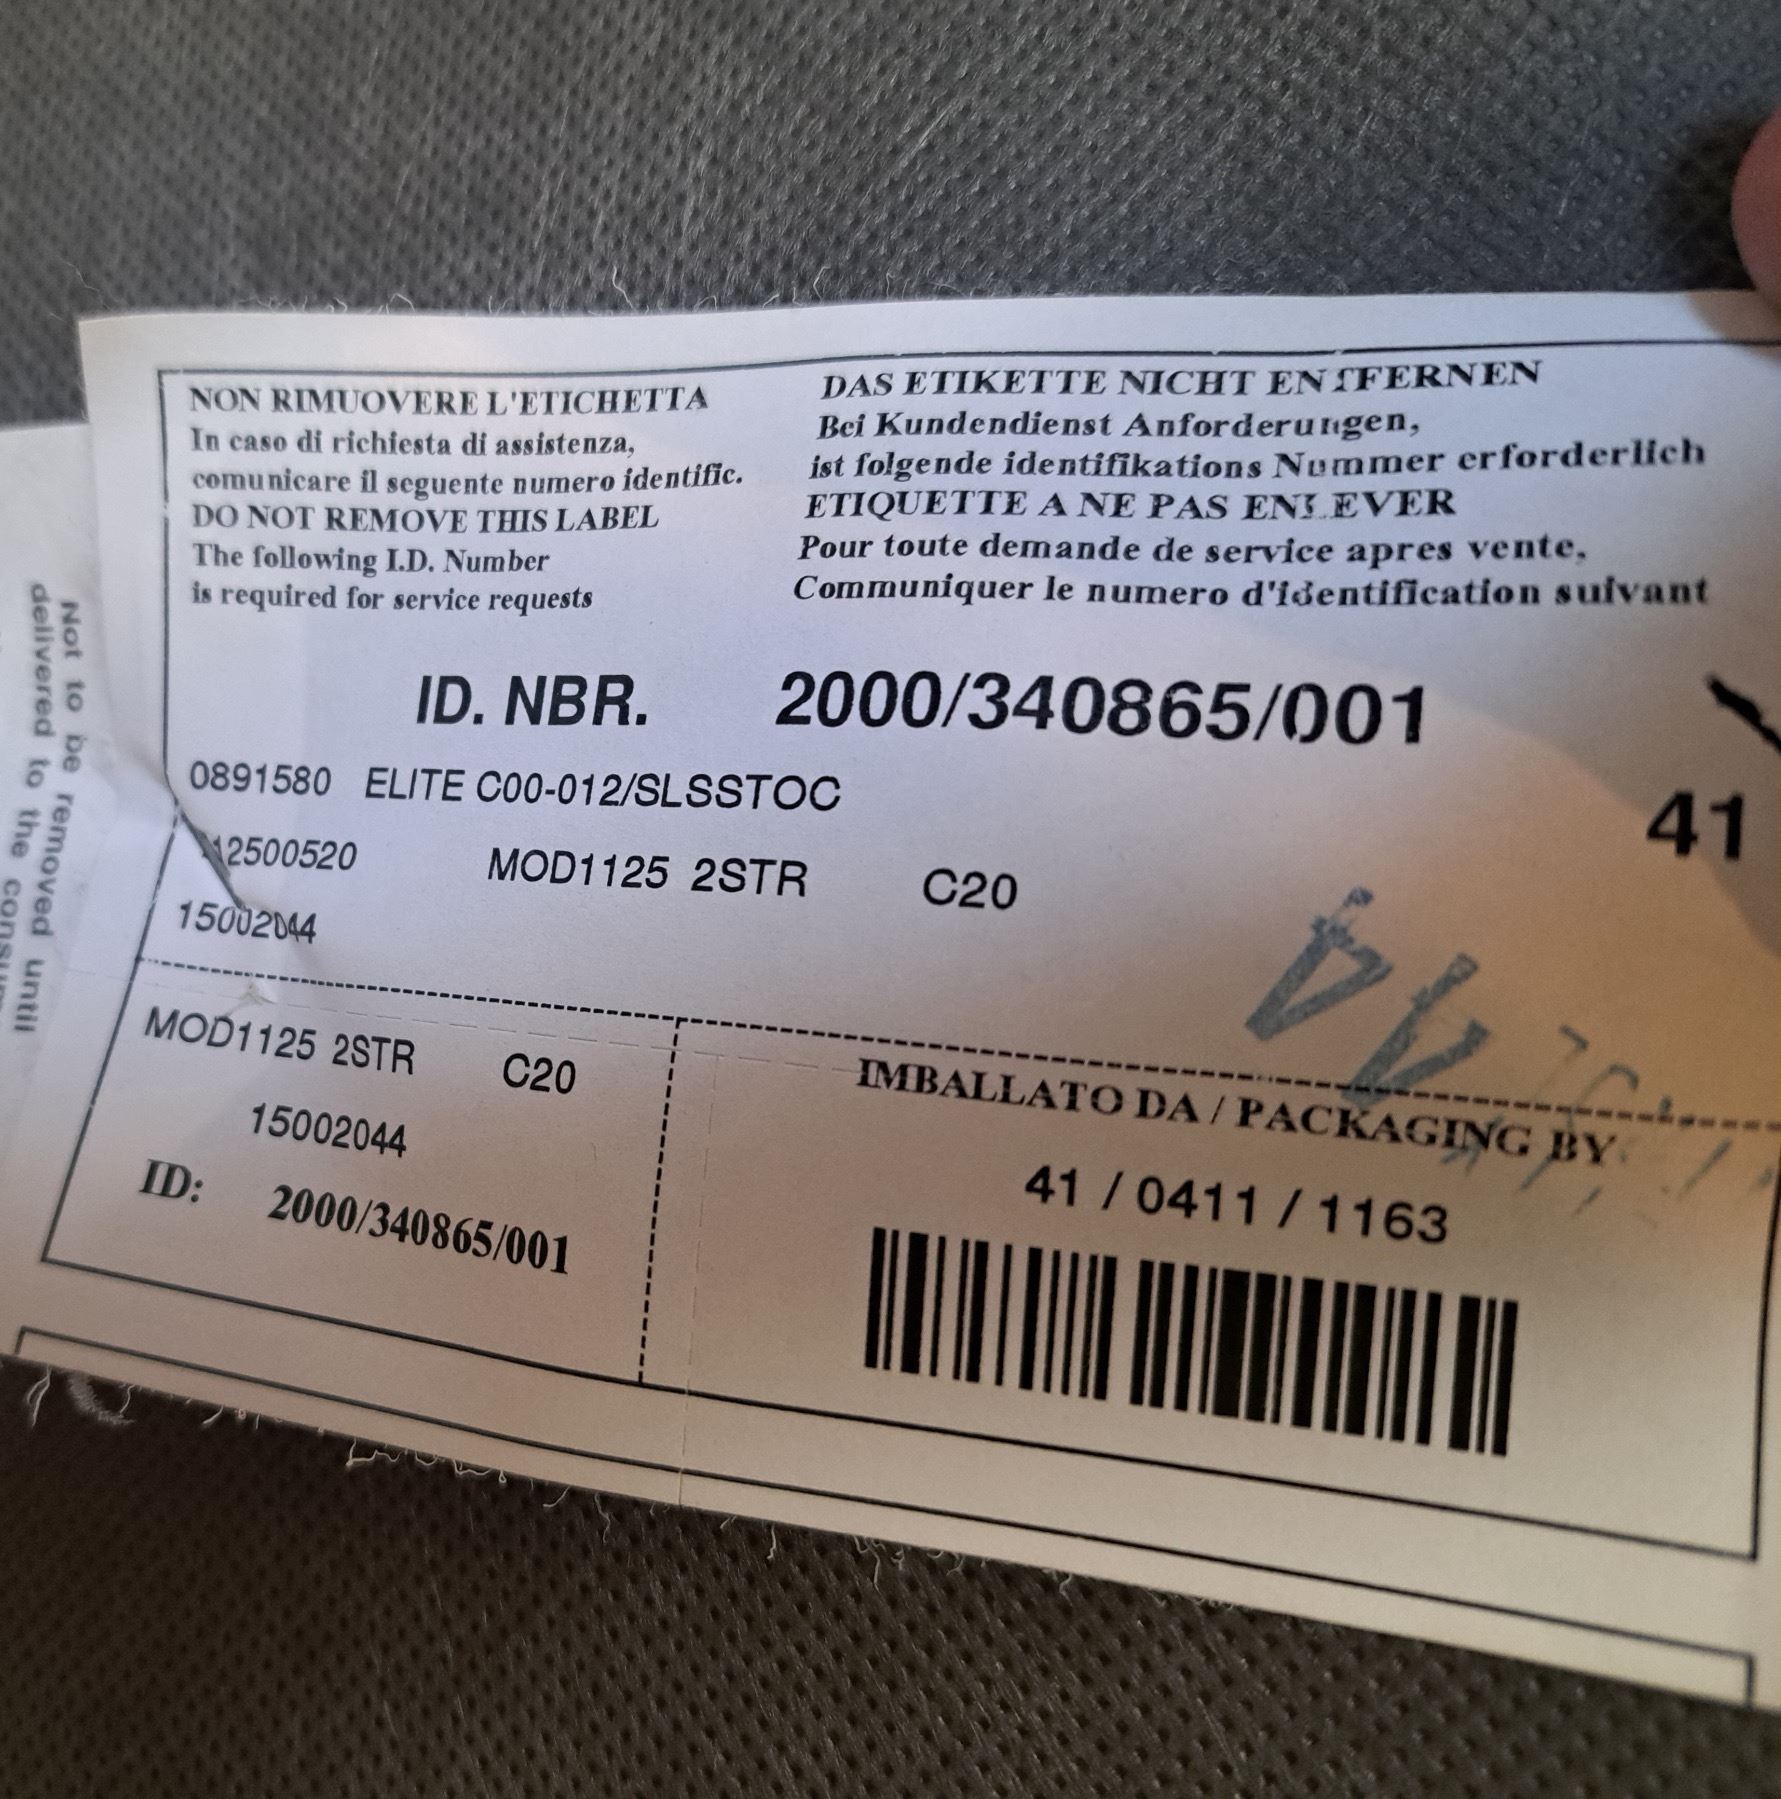 NON RIMUOVERE L'ETICHETTA
In caso di richiesta di assistenza,
comunicare il seguente numero identific.
DO NOT REMOVE THIS LABEL
The following I.D. Number
is required for service requests
DAS ETIKETTE NICHT ENTFERNEN
Bei Kundendienst Anforderungen,
ist folgende identifikations Nummer erforderlich
ETIQUETTE A NE PAS ENLEVER
Pour toute demande de service apres vente,
Communiquer le numero d'identification suivant
ID. NBR. 2000/340865/001
0891580 ELITE C00-012/SLSSTOC
41
12500520 MOD1125 2STR C20
15002044
MOD1125 2STR C20
15002044
ID: 2000/340865/001
IMBALLATO DA / PACKAGING BY
41 / 0411 / 1163
Not to be removed until
delivered to the